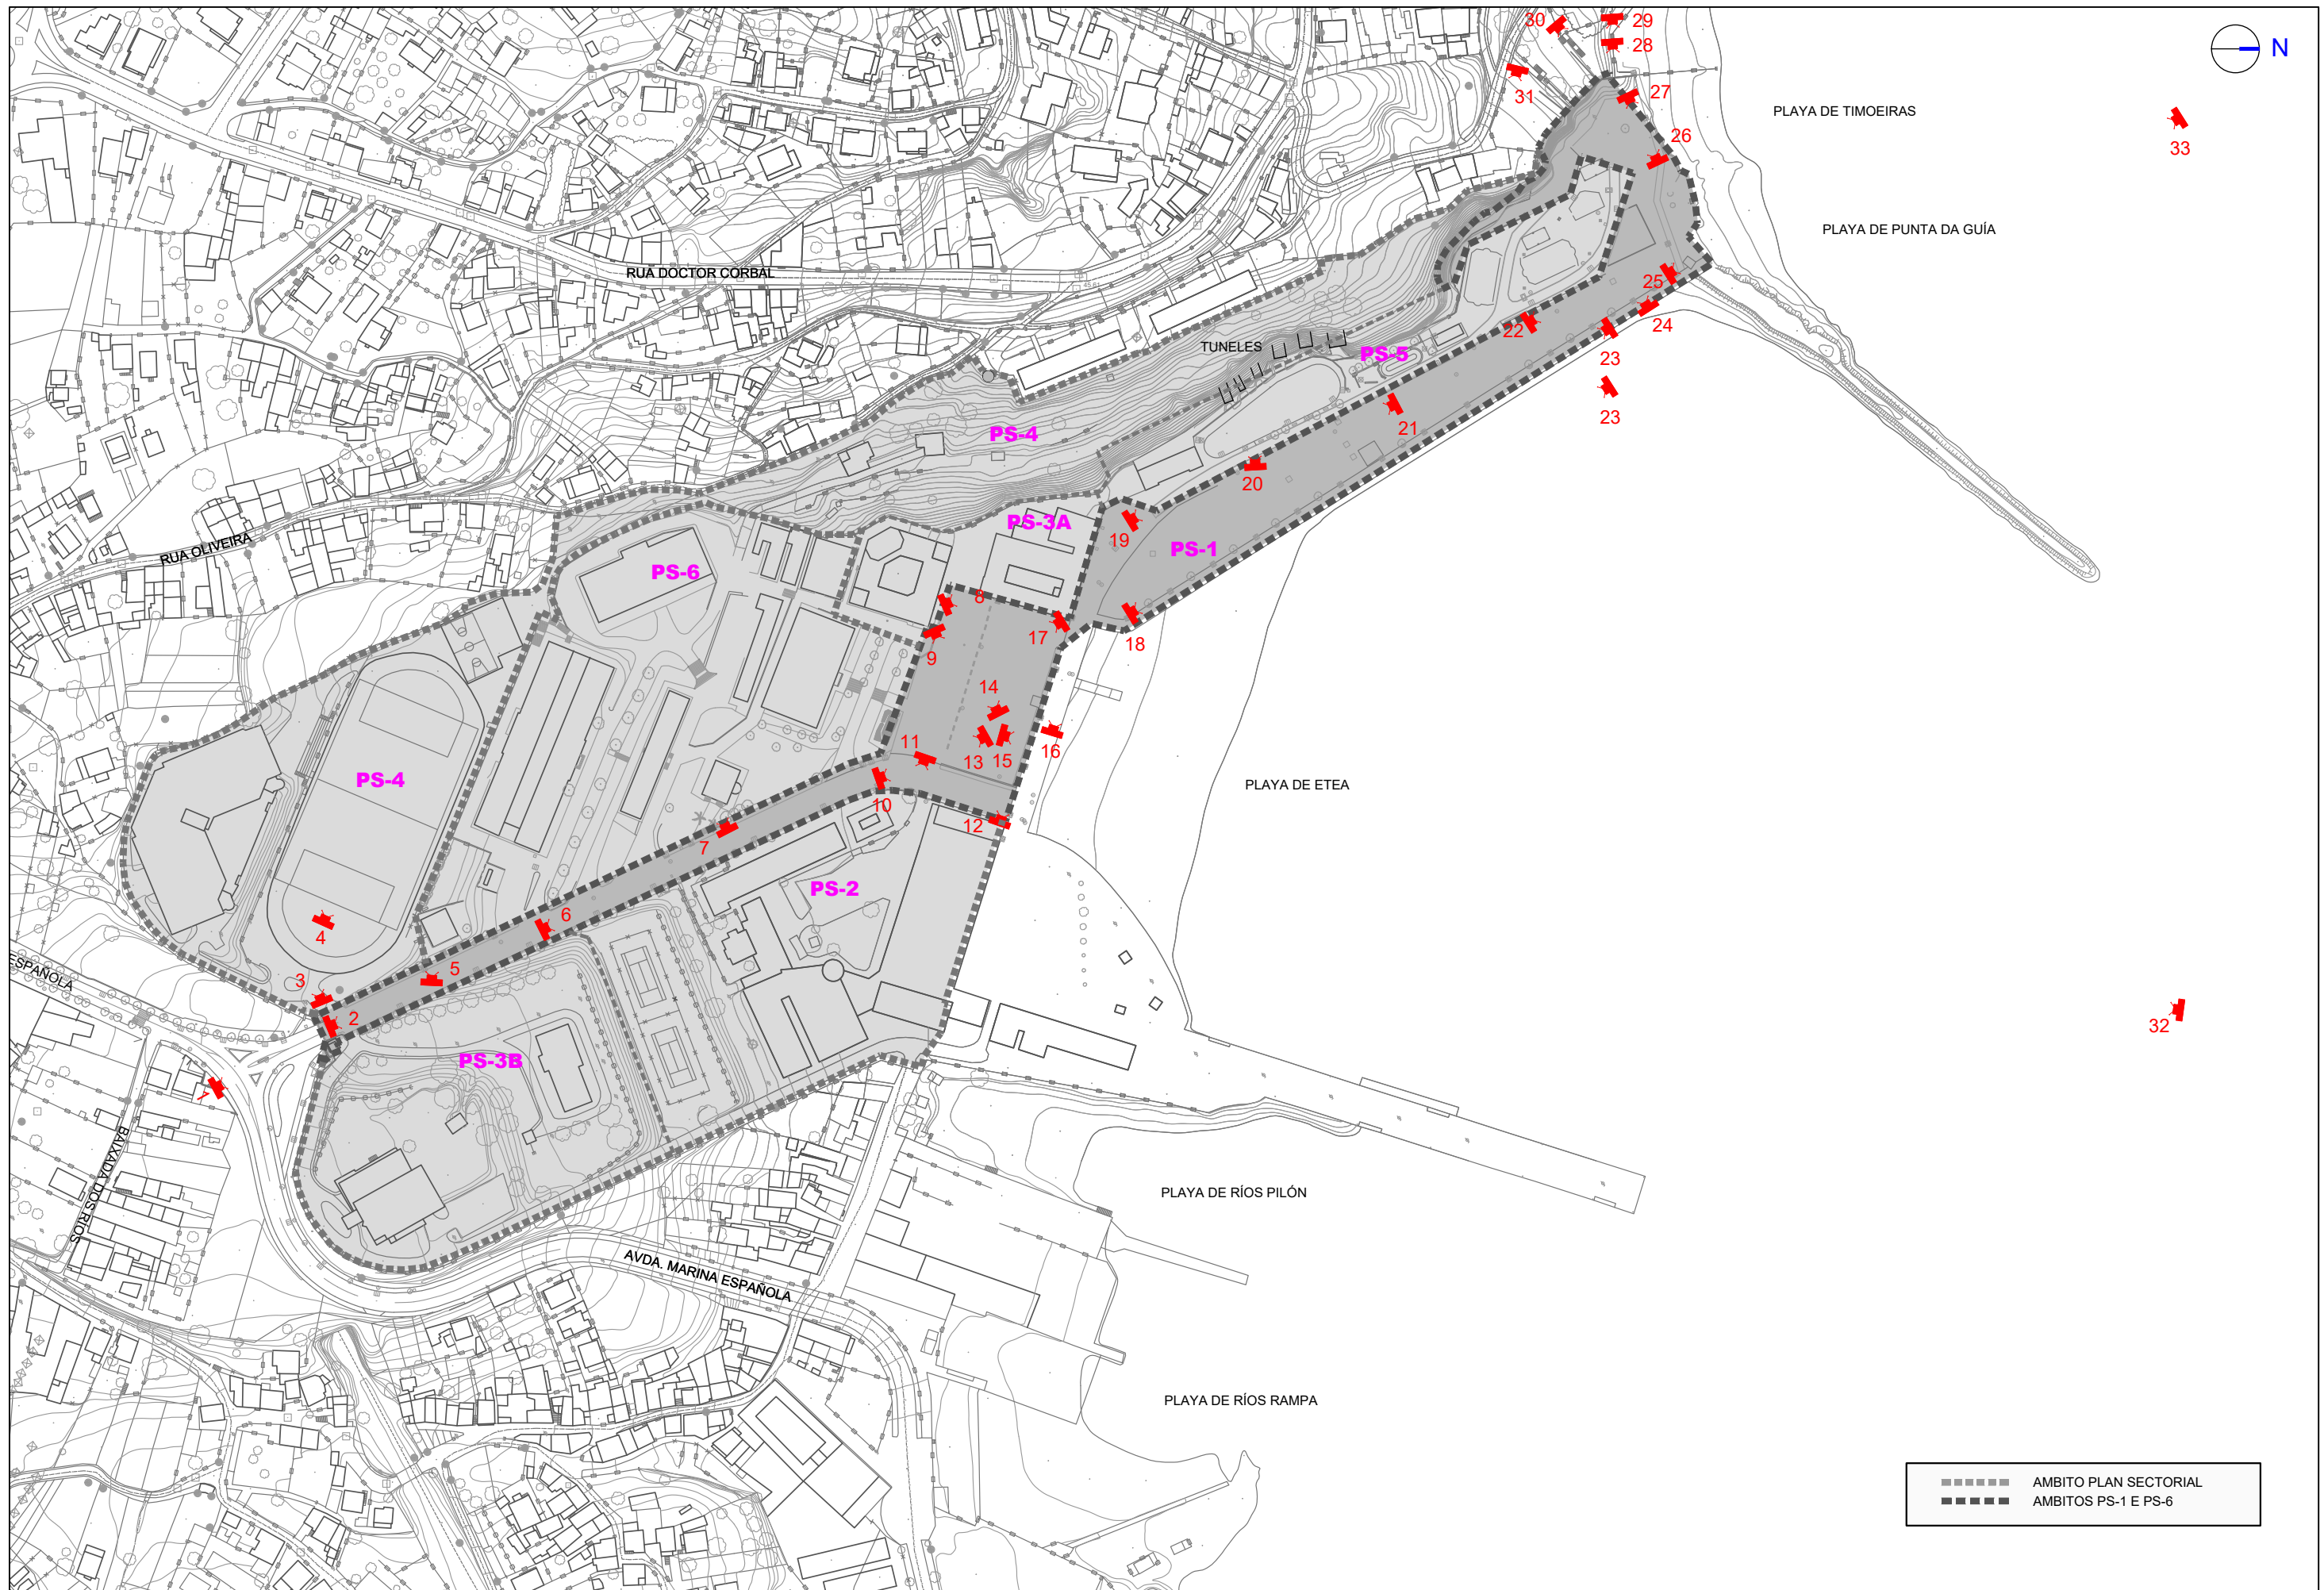 30
29
28
N
31
27
PLAYA DE TIMOEIRAS
26
33
PLAYA DE PUNTA DA GUÍA
RUA DOCTOR CORBAL
45.61
25
24
22
TUNELES
PS-5
23
23
21
PS-4
20
PS-3A
19
PS-1
RUA OLIVEIRA
PS-6
8
17
18
9
14
11
13
15
16
PS-4
PLAYA DE ETEA
10
12
7
PS-2
6
4
ESPAÑOLA
5
3
2
32
PS-3B
1
BAIXADA DOS RÍOS
PLAYA DE RÍOS PILÓN
AVDA. MARINA ESPAÑOLA
PLAYA DE RÍOS RAMPA
AMBITO PLAN SECTORIAL
AMBITOS PS-1 E PS-6